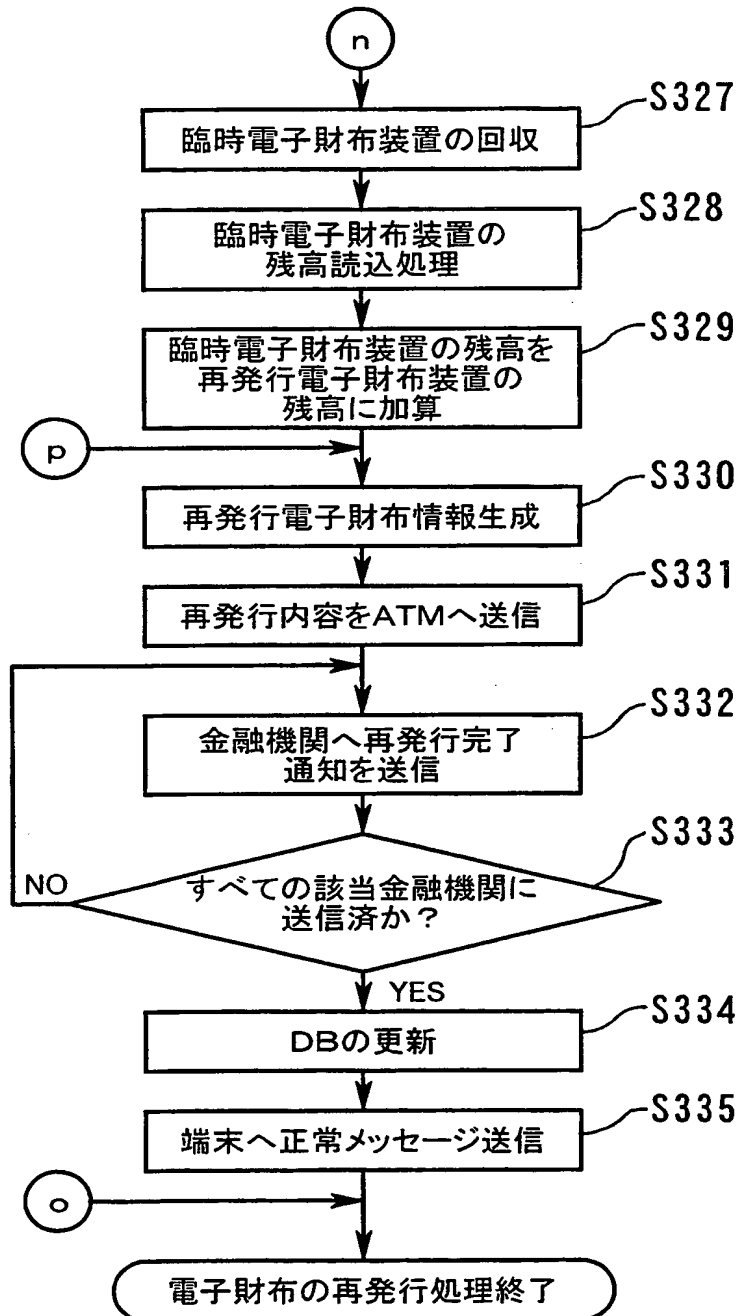 n
臨時電子財布装置の回収
S327
臨時電子財布装置の
残高読込処理
S328
臨時電子財布装置の残高を
再発行電子財布装置の
残高に加算
S329
p
再発行電子財布情報生成
S330
再発行内容をATMへ送信
S331
金融機関へ再発行完了
通知を送信
S332
すべての該当金融機関に
送信済か?
S333
NO
YES
DBの更新
S334
端末へ正常メッセージ送信
S335
o
電子財布の再発行処理終了